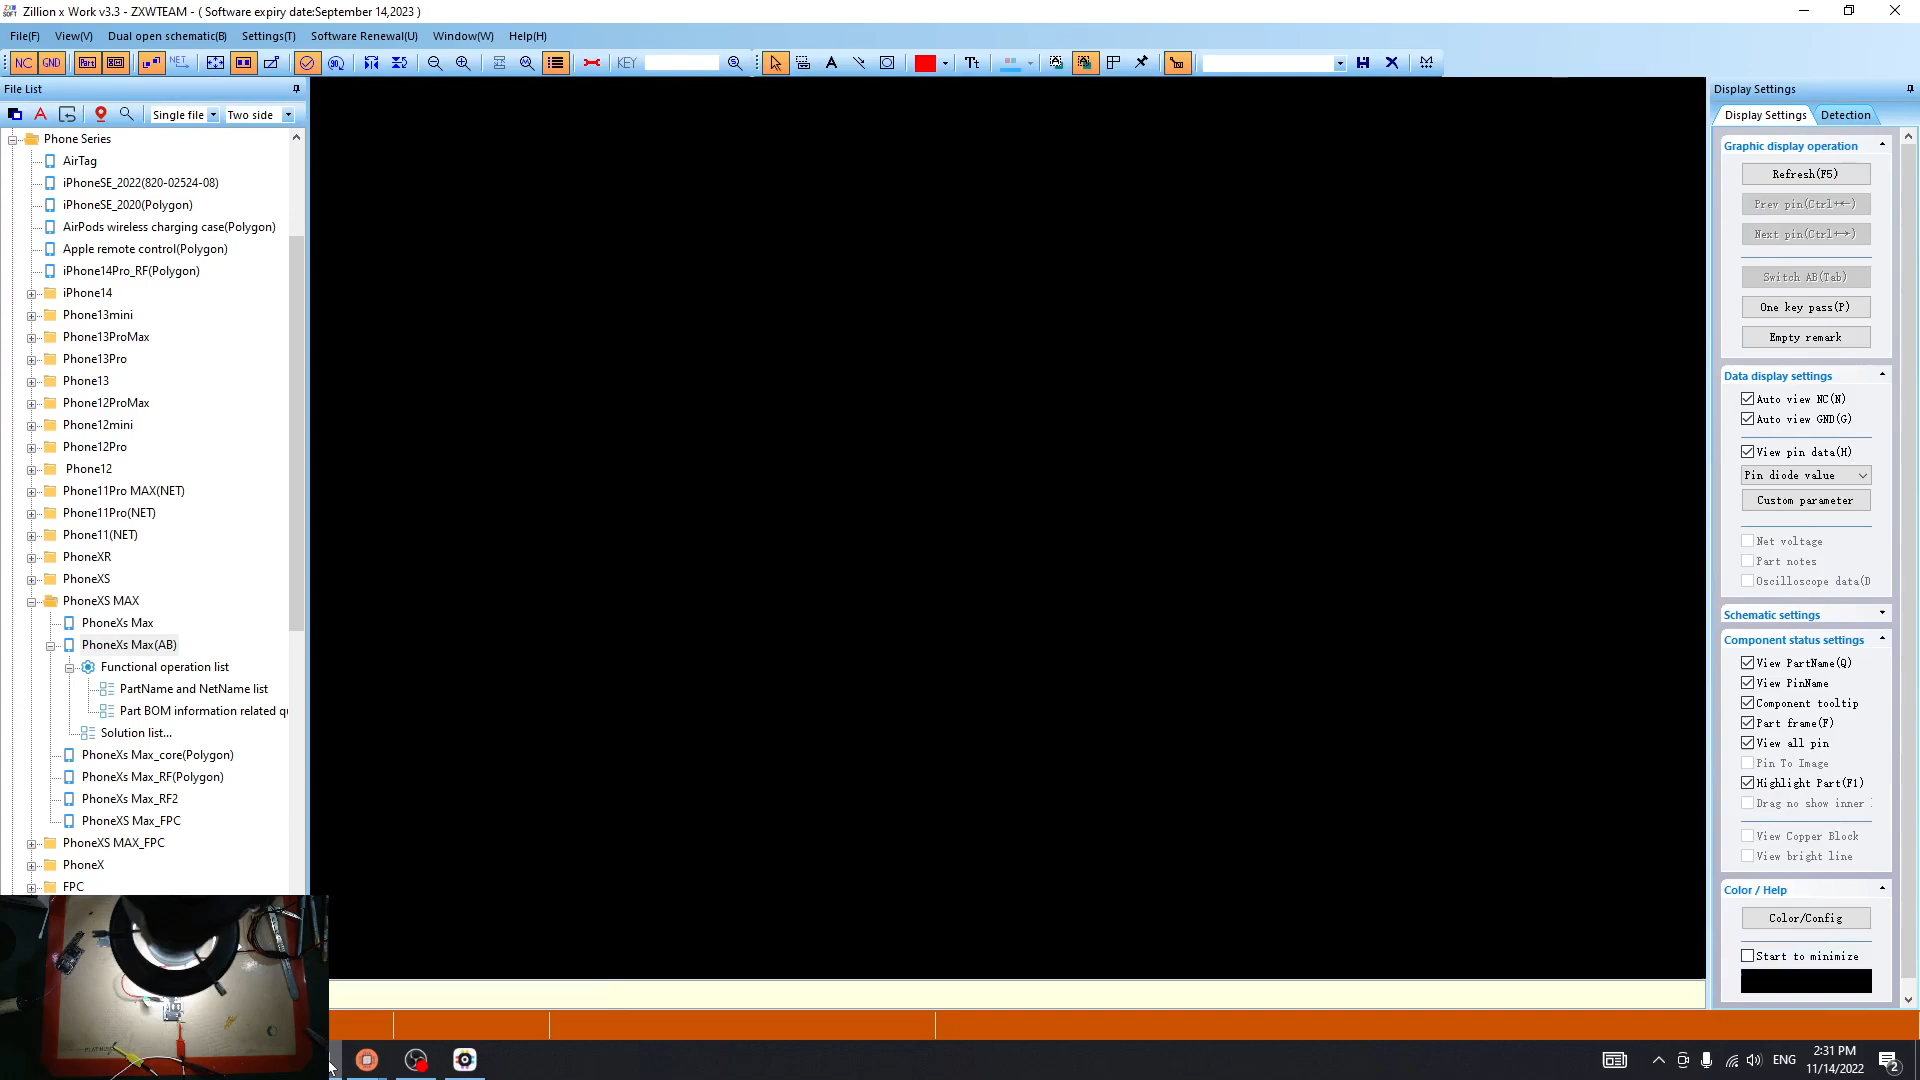 Zillion x Work v3.3 - ZXWTEAM - ( Software expiry date:September 14,2023 )
File(F) View(V) Dual open schematic(B) Settings(T) Software Renewal(U) Window(W) Help(H)
NC GND Part NET KEY A Tt
File List
A Single file Two side
Phone Series
AirTag
iPhoneSE_2022(820-02524-08)
iPhoneSE_2020(Polygon)
AirPods wireless charging case(Polygon)
Apple remote control(Polygon)
iPhone14Pro_RF(Polygon)
iPhone14
Phone13mini
Phone13ProMax
Phone13Pro
Phone13
Phone12ProMax
Phone12mini
Phone12Pro
Phone12
Phone11Pro MAX(NET)
Phone11Pro(NET)
Phone11(NET)
PhoneXR
PhoneXS
PhoneXS MAX
PhoneXs Max
PhoneXs Max(AB)
Functional operation list
PartName and NetName list
Part BOM information related qu
Solution list...
PhoneXs Max_core(Polygon)
PhoneXs Max_RF(Polygon)
PhoneXs Max_RF2
PhoneXS Max_FPC
PhoneXS MAX_FPC
PhoneX
FPC
Display Settings
Display Settings Detection
Graphic display operation
Refresh(F5)
Prev pin(Ctrl+←)
Next pin(Ctrl+→)
Switch AB(Tab)
One key pass(P)
Empty remark
Data display settings
Auto view NC(N)
Auto view GND(G)
View pin data(H)
Pin diode value
Custom parameter
Net voltage
Part notes
Oscilloscope data(D
Schematic settings
Component status settings
View PartName(Q)
View PinName
Component tooltip
Part frame(F)
View all pin
Pin To Image
Highlight Part(F1)
Drag no show inner
View Copper Block
View bright line
Color / Help
Color/Config
Start to minimize
ENG
2:31 PM
11/14/2022
2